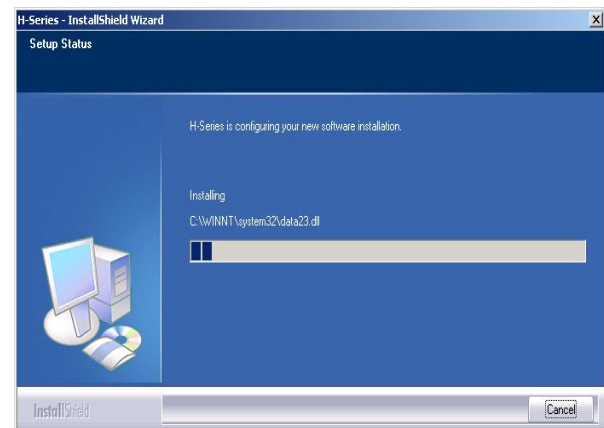 H-Series - InstallShield Wizard
Setup Status
H-Series is configuring your new software installation.
Installing
C:\WINNT\system32\data23.dll
InstallShield
Cancel